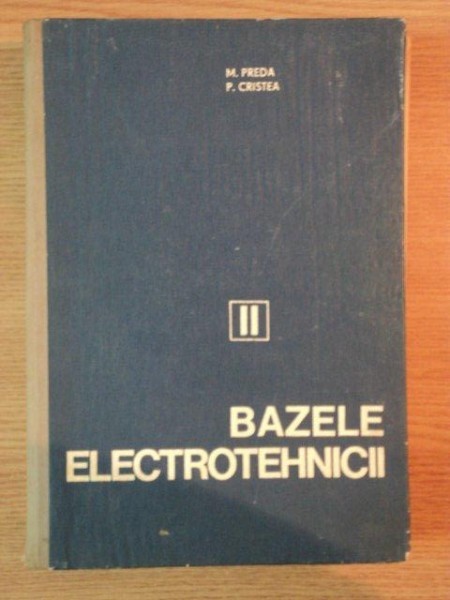 M. PREDA
P. CRISTEA
II
BAZELE
ELECTROTEHNICII